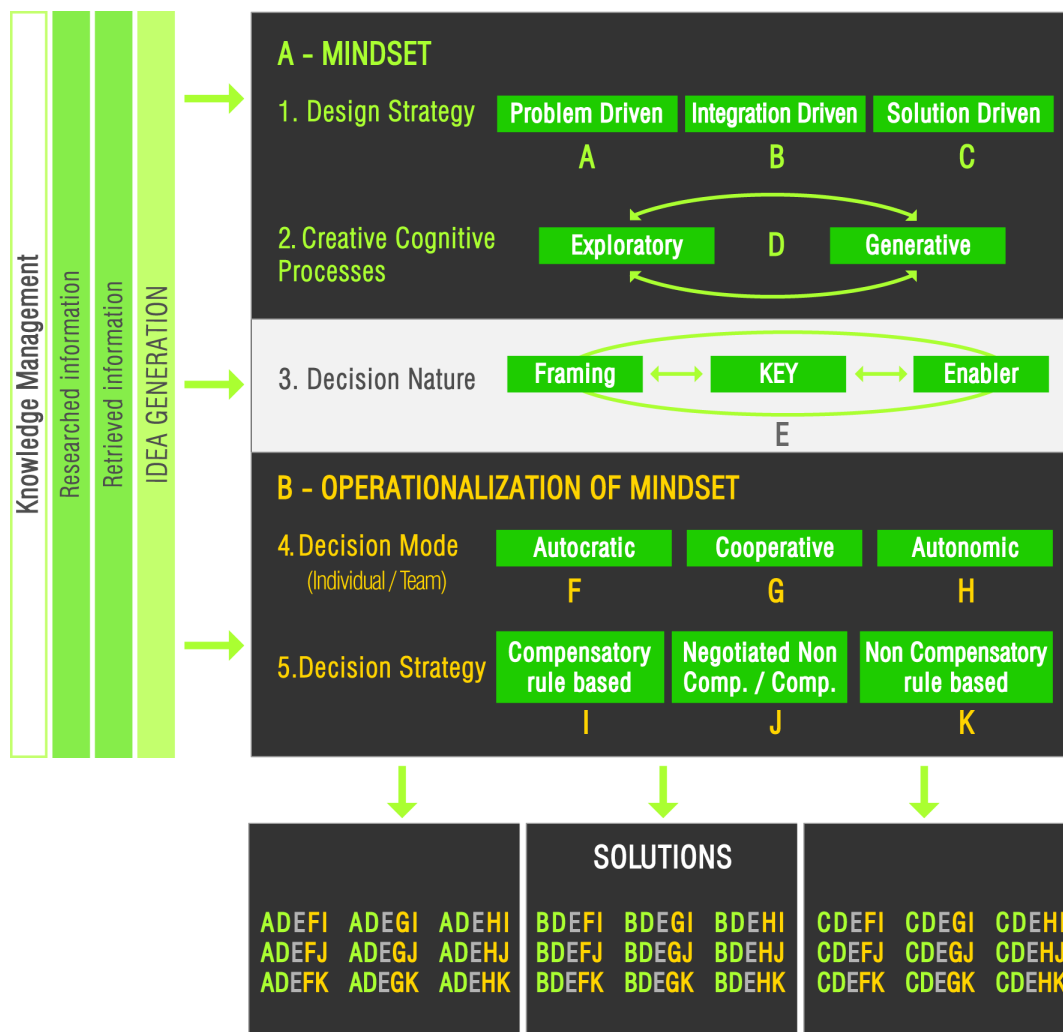 Knowledge Management
Researched information
Retrieved information
IDEA GENERATION
A - MINDSET
1. Design Strategy
Problem Driven
Integration Driven
Solution Driven
A
B
C
2. Creative Cognitive
Processes
Exploratory
D
Generative
3. Decision Nature
Framing
KEY
Enabler
E
B - OPERATIONALIZATION OF MINDSET
4. Decision Mode
(Individual / Team)
Autocratic
Cooperative
Autonomic
F
G
H
5. Decision Strategy
Compensatory
rule based
Negotiated Non
Comp. / Comp.
Non Compensatory
rule based
I
J
K
SOLUTIONS
ADEFI ADEGI ADEHI
ADEFJ ADEGJ ADEHJ
ADEFK ADEGK ADEHK
BDEFI BDEGI BDEHI
BDEFJ BDEGJ BDEHJ
BDEFK BDEGK BDEHK
CDEFI CDEGI CDEHI
CDEFJ CDEGJ CDEHJ
CDEFK CDEGK CDEHK